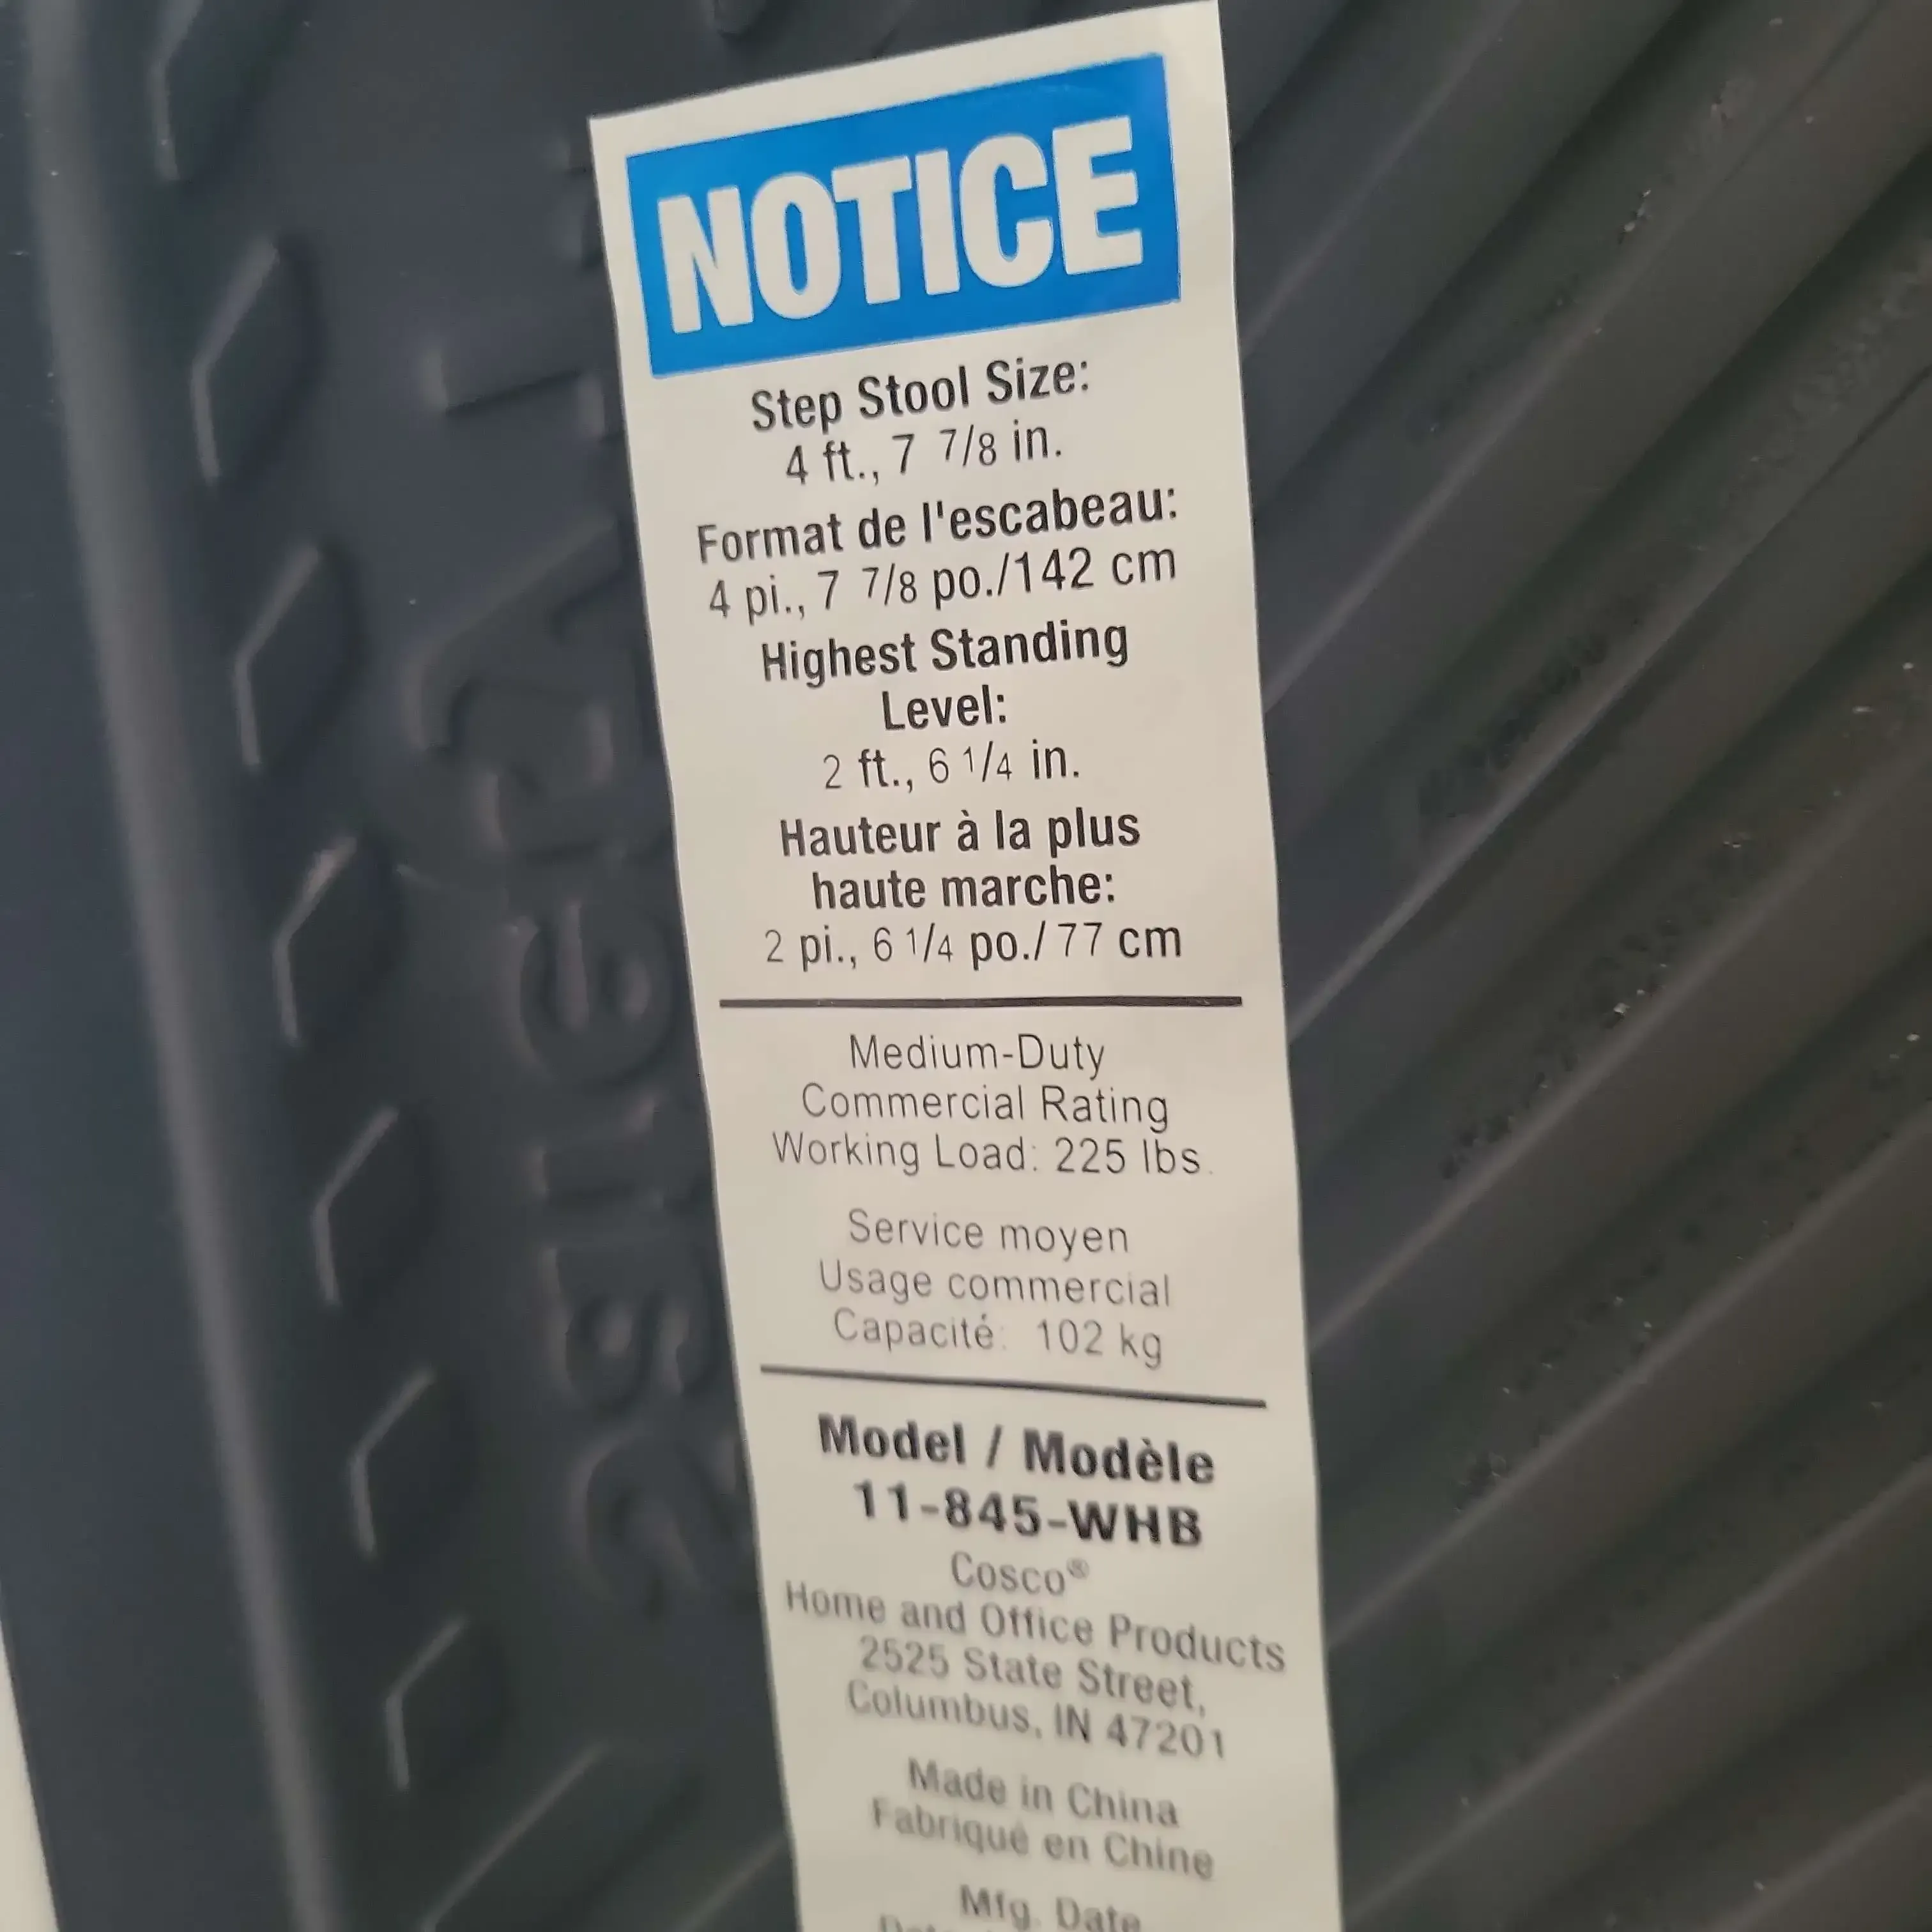 NOTICE
Step Stool Size:
4 ft., 7 7/8 in.
Format de l'escabeau:
4 pi., 7 7/8 po./142 cm
Highest Standing
Level:
2 ft., 6 1/4 in.
Hauteur à la plus
haute marche:
2 pi., 6 1/4 po./ 77 cm
Medium-Duty
Commercial Rating
Working Load: 225 lbs.
Service moyen
Usage commercial
Capacité: 102 kg
Model / Modèle
11-845-WHB
Cosco®
Home and Office Products
2525 State Street,
Columbus, IN 47201
Made in China
Fabriqué en Chine
Mfg. Date